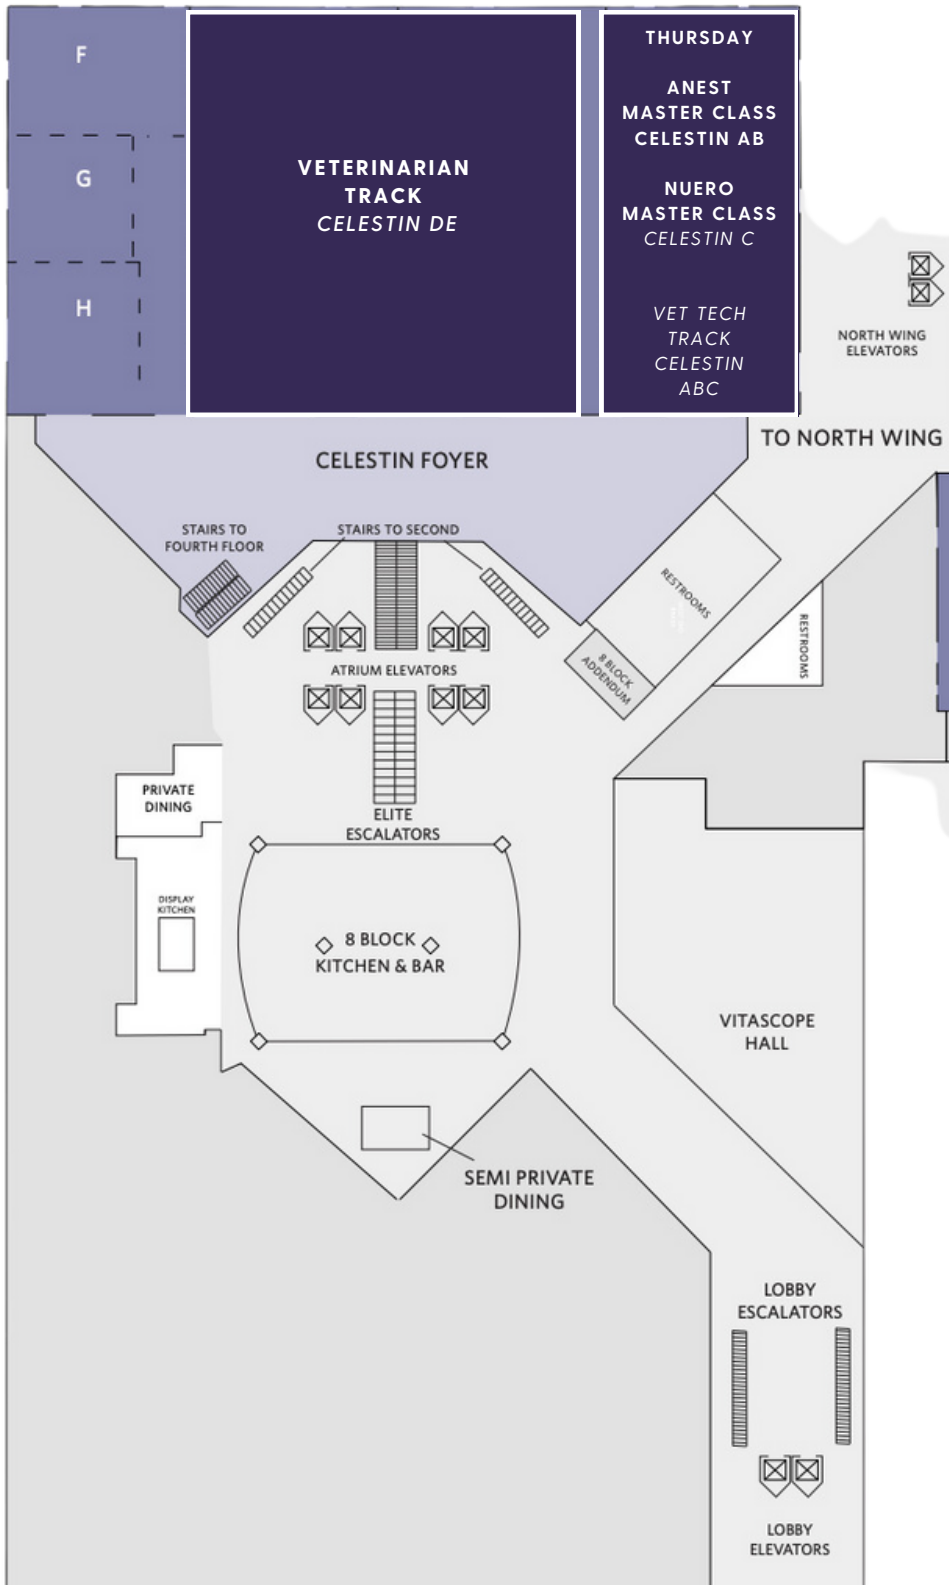 F
G
H
VETERINARIAN
TRACK
CELESTIN DE
THURSDAY
ANEST
MASTER CLASS
CELESTIN AB
NUERO
MASTER CLASS
CELESTIN C
VET TECH
TRACK
CELESTIN
ABC
NORTH WING
ELEVATORS
TO NORTH WING
CELESTIN FOYER
STAIRS TO
FOURTH FLOOR
STAIRS TO SECOND
RESTROOMS
RESTROOMS
8 BLOCK
ADDENDUM
ATRIUM ELEVATORS
PRIVATE
DINING
ELITE
ESCALATORS
DISPLAY
KITCHEN
8 BLOCK
KITCHEN & BAR
VITASCOPE
HALL
SEMI PRIVATE
DINING
LOBBY
ESCALATORS
LOBBY
ELEVATORS